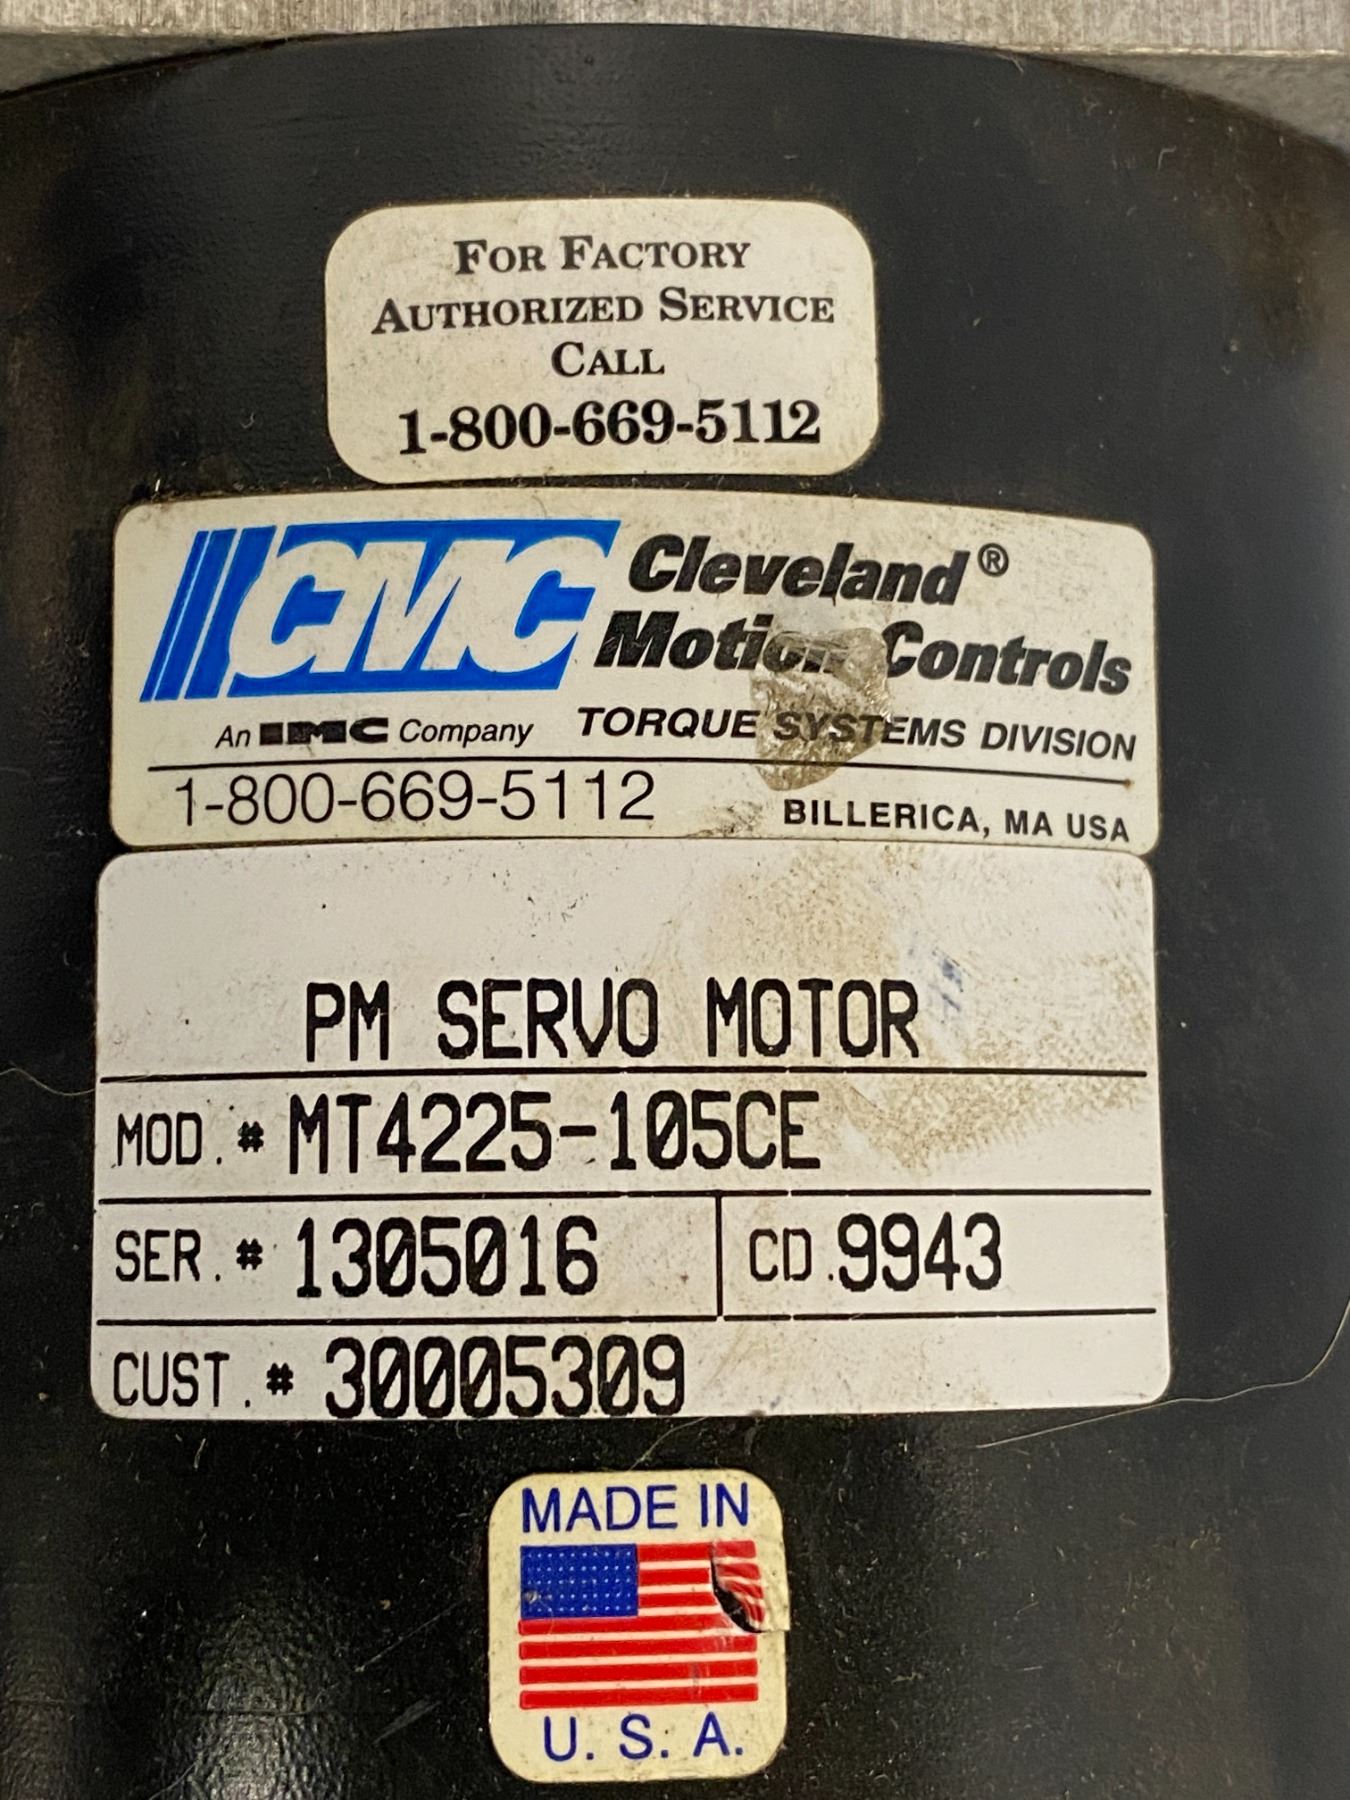 FOR FACTORY
AUTHORIZED SERVICE
CALL
1-800-669-5112
CMC Cleveland®
Motion Controls
An IMC Company TORQUE SYSTEMS DIVISION
1-800-669-5112 BILLERICA, MA USA
PM SERVO MOTOR
MOD.# MT4225-105CE
SER.# 1305016 CD.9943
CUST.# 30005309
MADE IN
U.S.A.